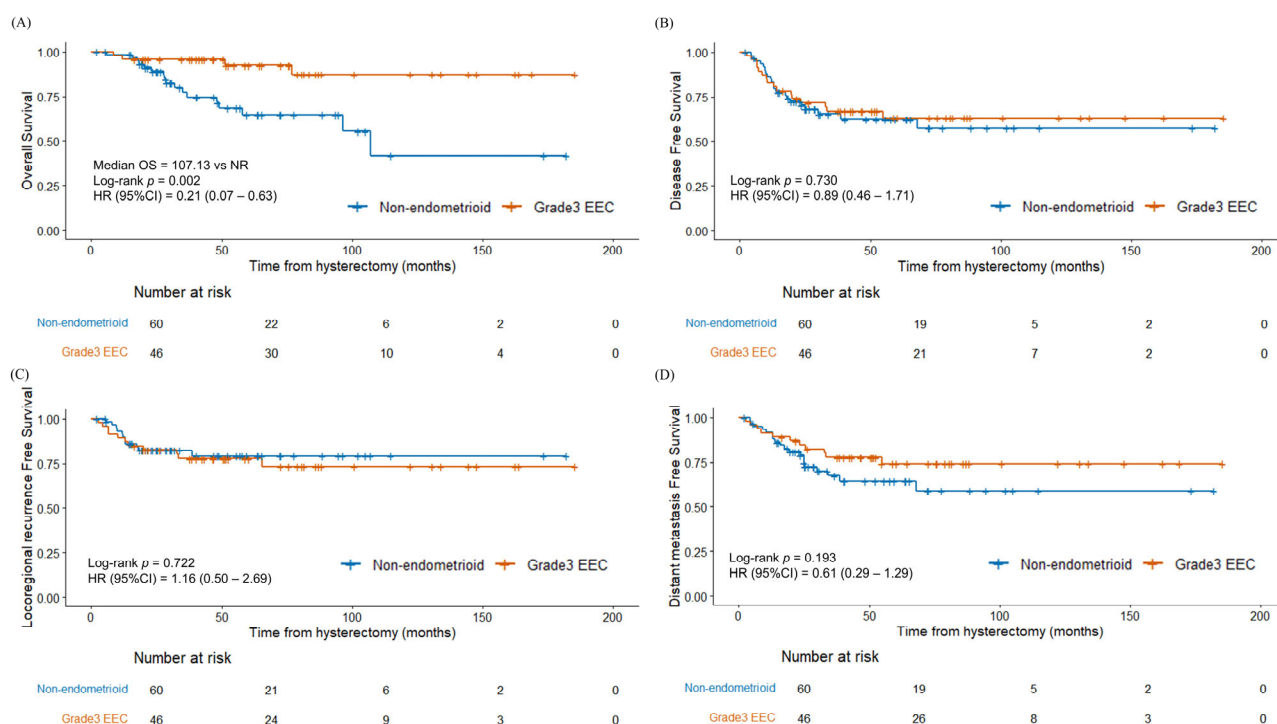 (A)
Overall Survival
1.00
0.75
0.50
0.25
0.00
Median OS = 107.13 vs NR
Log-rank p = 0.002
HR (95%CI) = 0.21 (0.07 – 0.63)
Non-endometrioid Grade3 EEC
0 50 100 150 200
Time from hysterectomy (months)
Number at risk
Non-endometrioid 60 22 6 2 0
Grade3 EEC 46 30 10 4 0
(B)
Disease Free Survival
1.00
0.75
0.50
0.25
0.00
Log-rank p = 0.730
HR (95%CI) = 0.89 (0.46 – 1.71)
Non-endometrioid Grade3 EEC
0 50 100 150 200
Time from hysterectomy (months)
Number at risk
Non-endometrioid 60 19 5 2 0
Grade3 EEC 46 21 7 2 0
(C)
Locoregional recurrence Free Survival
1.00
0.75
0.50
0.25
0.00
Log-rank p = 0.722
HR (95%CI) = 1.16 (0.50 – 2.69)
Non-endometrioid Grade3 EEC
0 50 100 150 200
Time from hysterectomy (months)
Number at risk
Non-endometrioid 60 21 6 2 0
Grade3 EEC 46 24 9 3 0
(D)
Distant metastasis Free Survival
1.00
0.75
0.50
0.25
0.00
Log-rank p = 0.193
HR (95%CI) = 0.61 (0.29 – 1.29)
Non-endometrioid Grade3 EEC
0 50 100 150 200
Time from hysterectomy (months)
Number at risk
Non-endometrioid 60 19 5 2 0
Grade3 EEC 46 26 8 3 0